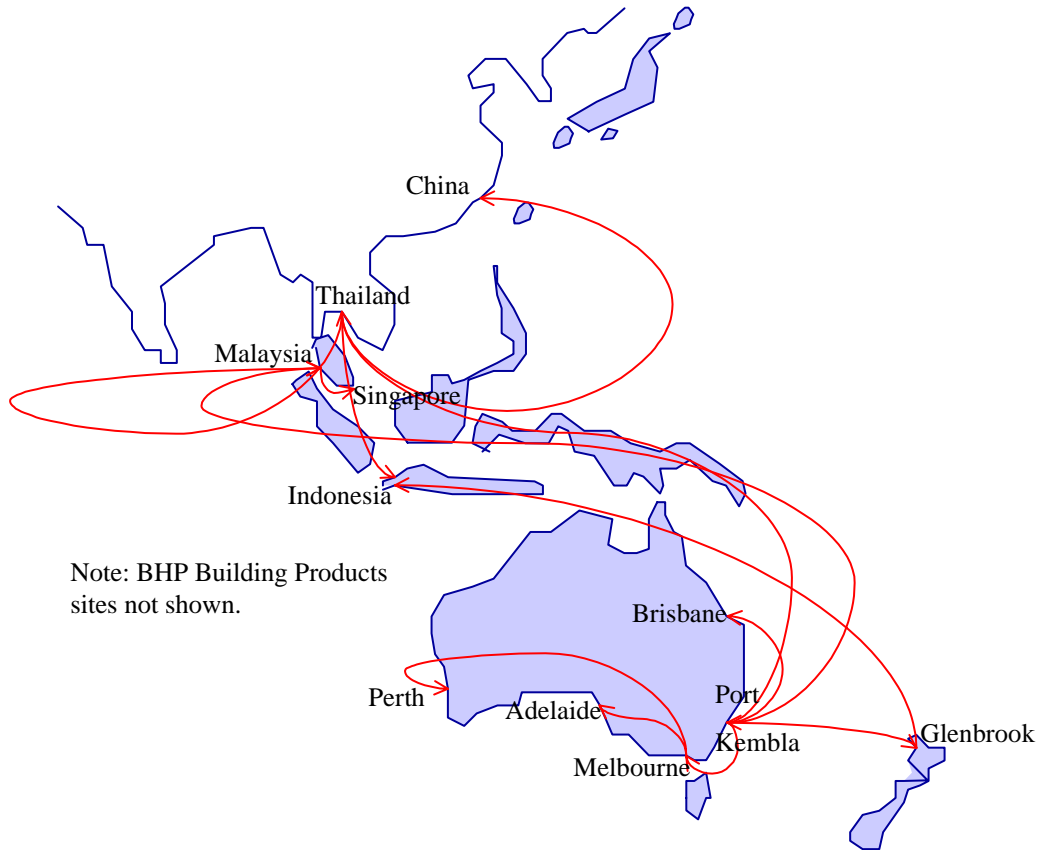 China
Thailand
Malaysia
Singapore
Indonesia
Note: BHP Building Products
sites not shown.
Brisbane
Perth
Adelaide
Port
Kembla
Glenbrook
Melbourne